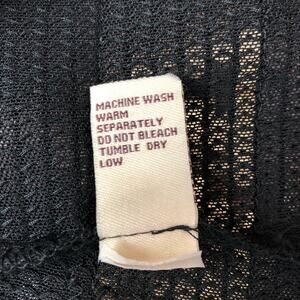 MACHINE WASH
WARM
SEPARATELY
DO NOT BLEACH
TUMBLE DRY
LOW